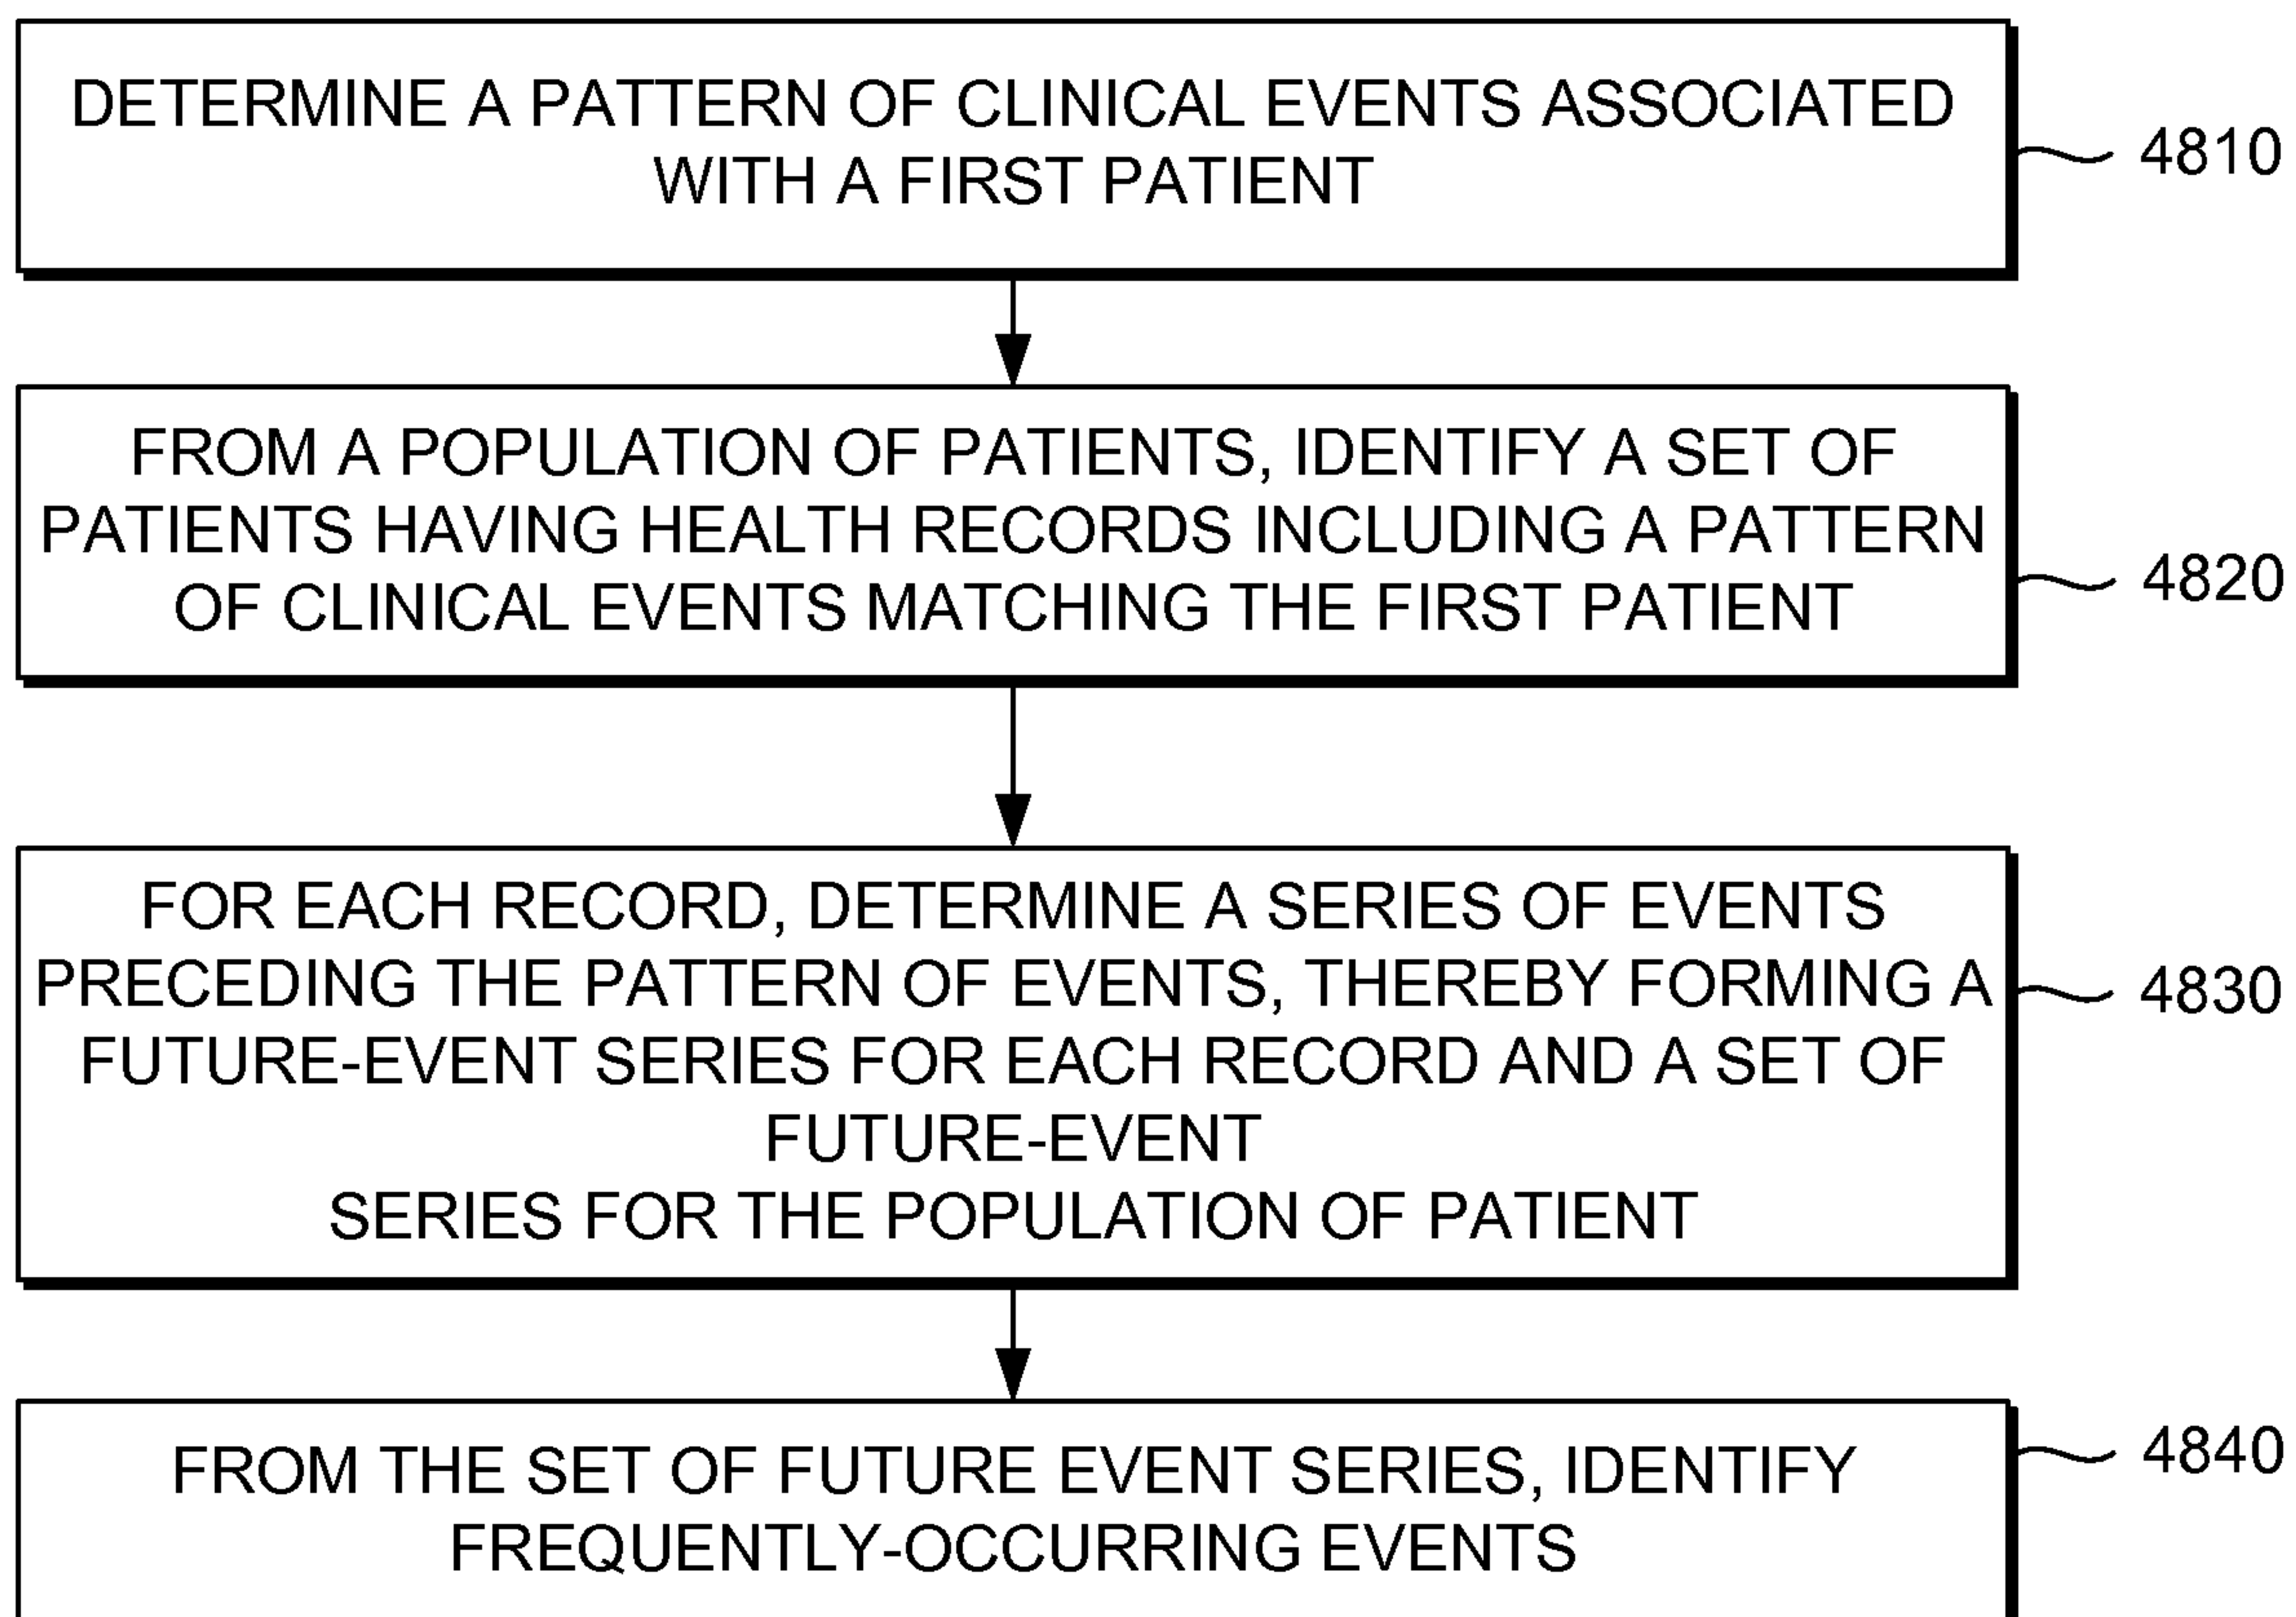 DETERMINE A PATTERN OF CLINICAL EVENTS ASSOCIATED
WITH A FIRST PATIENT
4810
FROM A POPULATION OF PATIENTS, IDENTIFY A SET OF
PATIENTS HAVING HEALTH RECORDS INCLUDING A PATTERN
OF CLINICAL EVENTS MATCHING THE FIRST PATIENT
4820
FOR EACH RECORD, DETERMINE A SERIES OF EVENTS
PRECEDING THE PATTERN OF EVENTS, THEREBY FORMING A
FUTURE-EVENT SERIES FOR EACH RECORD AND A SET OF
FUTURE-EVENT
SERIES FOR THE POPULATION OF PATIENT
4830
FROM THE SET OF FUTURE EVENT SERIES, IDENTIFY
FREQUENTLY-OCCURRING EVENTS
4840